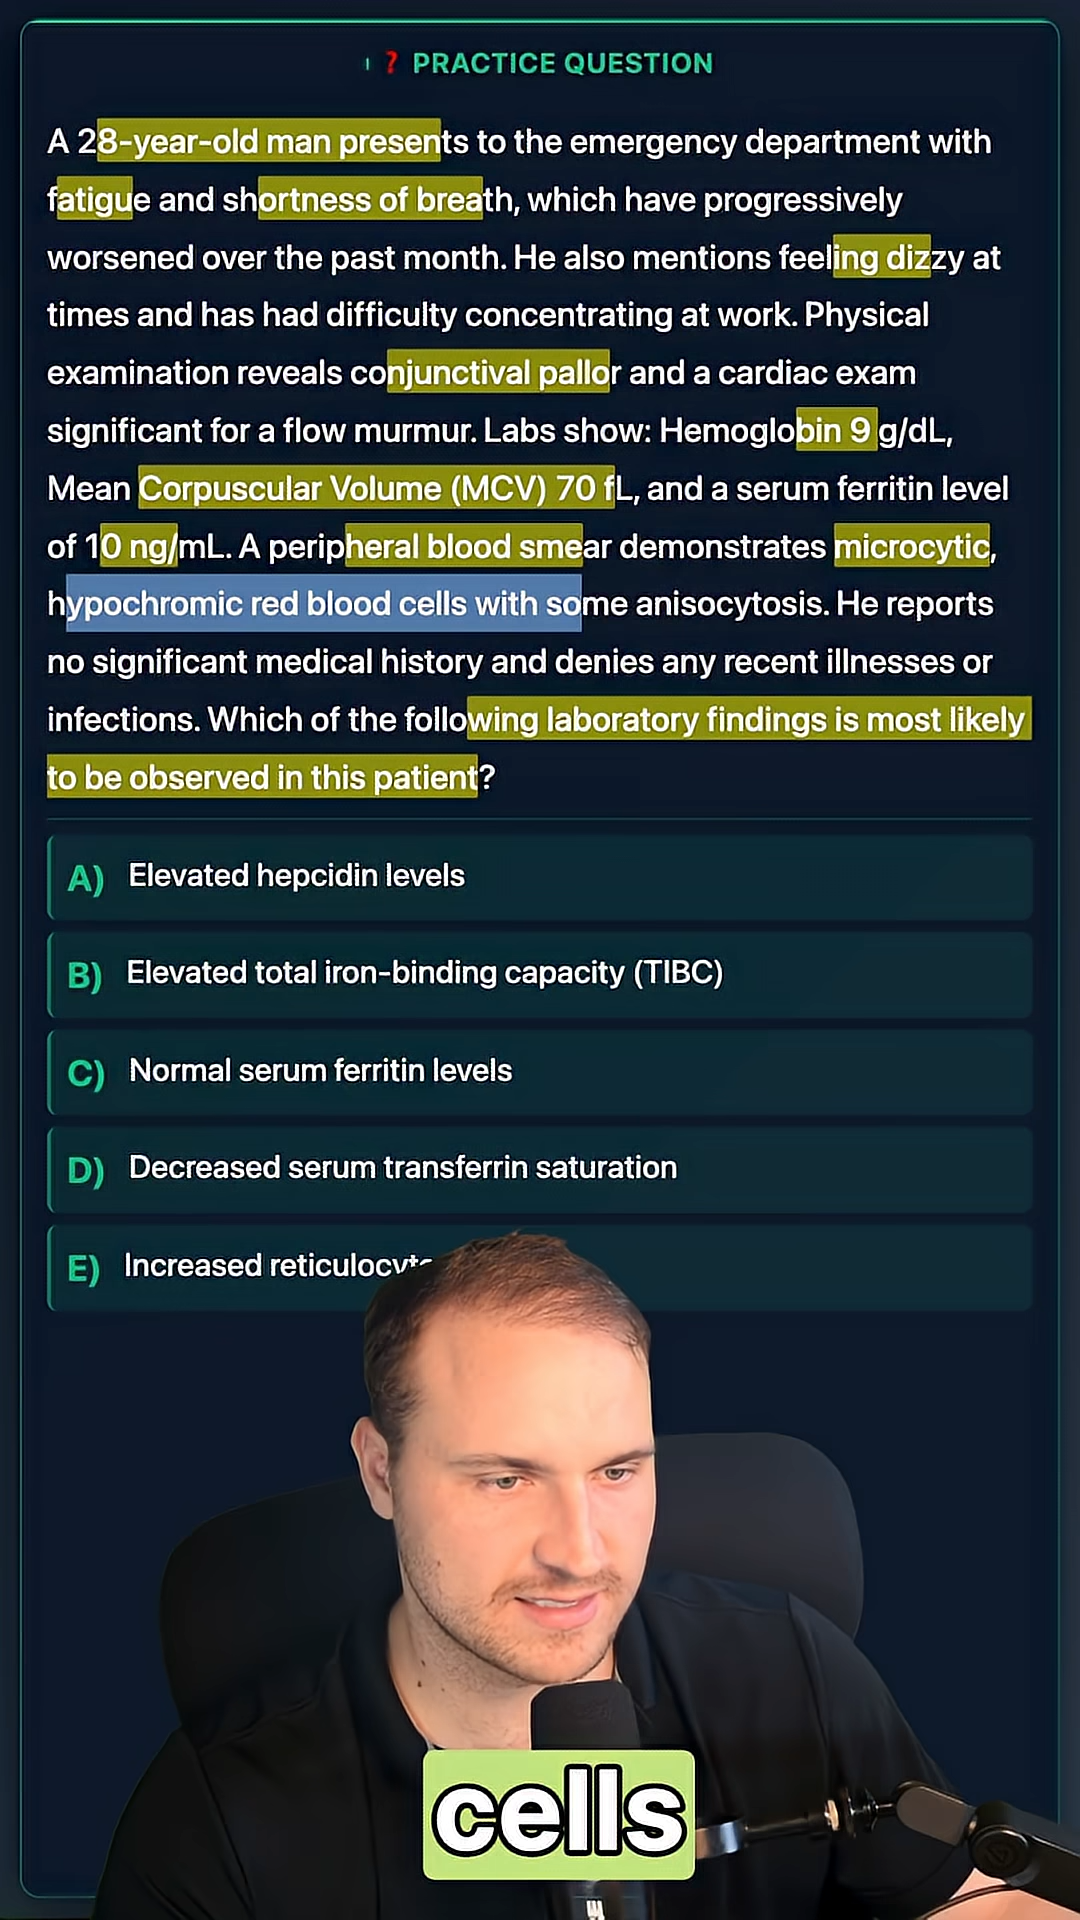 ❓ PRACTICE QUESTION
A 28-year-old man presents to the emergency department with
fatigue and shortness of breath, which have progressively
worsened over the past month. He also mentions feeling dizzy at
times and has had difficulty concentrating at work. Physical
examination reveals conjunctival pallor and a cardiac exam
significant for a flow murmur. Labs show: Hemoglobin 9 g/dL,
Mean Corpuscular Volume (MCV) 70 fL, and a serum ferritin level
of 10 ng/mL. A peripheral blood smear demonstrates microcytic,
hypochromic red blood cells with some anisocytosis. He reports
no significant medical history and denies any recent illnesses or
infections. Which of the following laboratory findings is most likely
to be observed in this patient?
A) Elevated hepcidin levels
B) Elevated total iron-binding capacity (TIBC)
C) Normal serum ferritin levels
D) Decreased serum transferrin saturation
E) Increased
cells